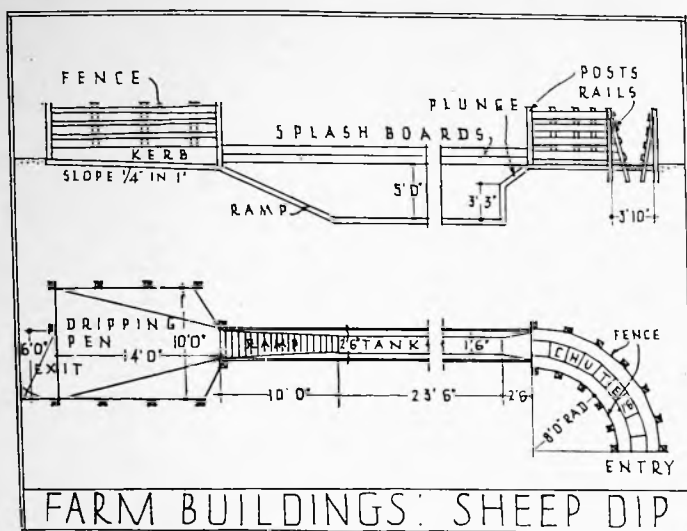 FENCE
POSTS
RAILS
PLUNGE
SPLASH BOARDS
KERB
SLOPE 1/4" IN 1'
RAMP
5'0"
3'3"
3'10"
DRIPPING
PEN
6'0"
EXIT
14'0"
10'0"
RAMP
2'6"
TANK
1'6"
FENCE
CHUTE
10'0"
23'6"
2'6
8'0" RAD
ENTRY
FARM BUILDINGS: SHEEP DIP